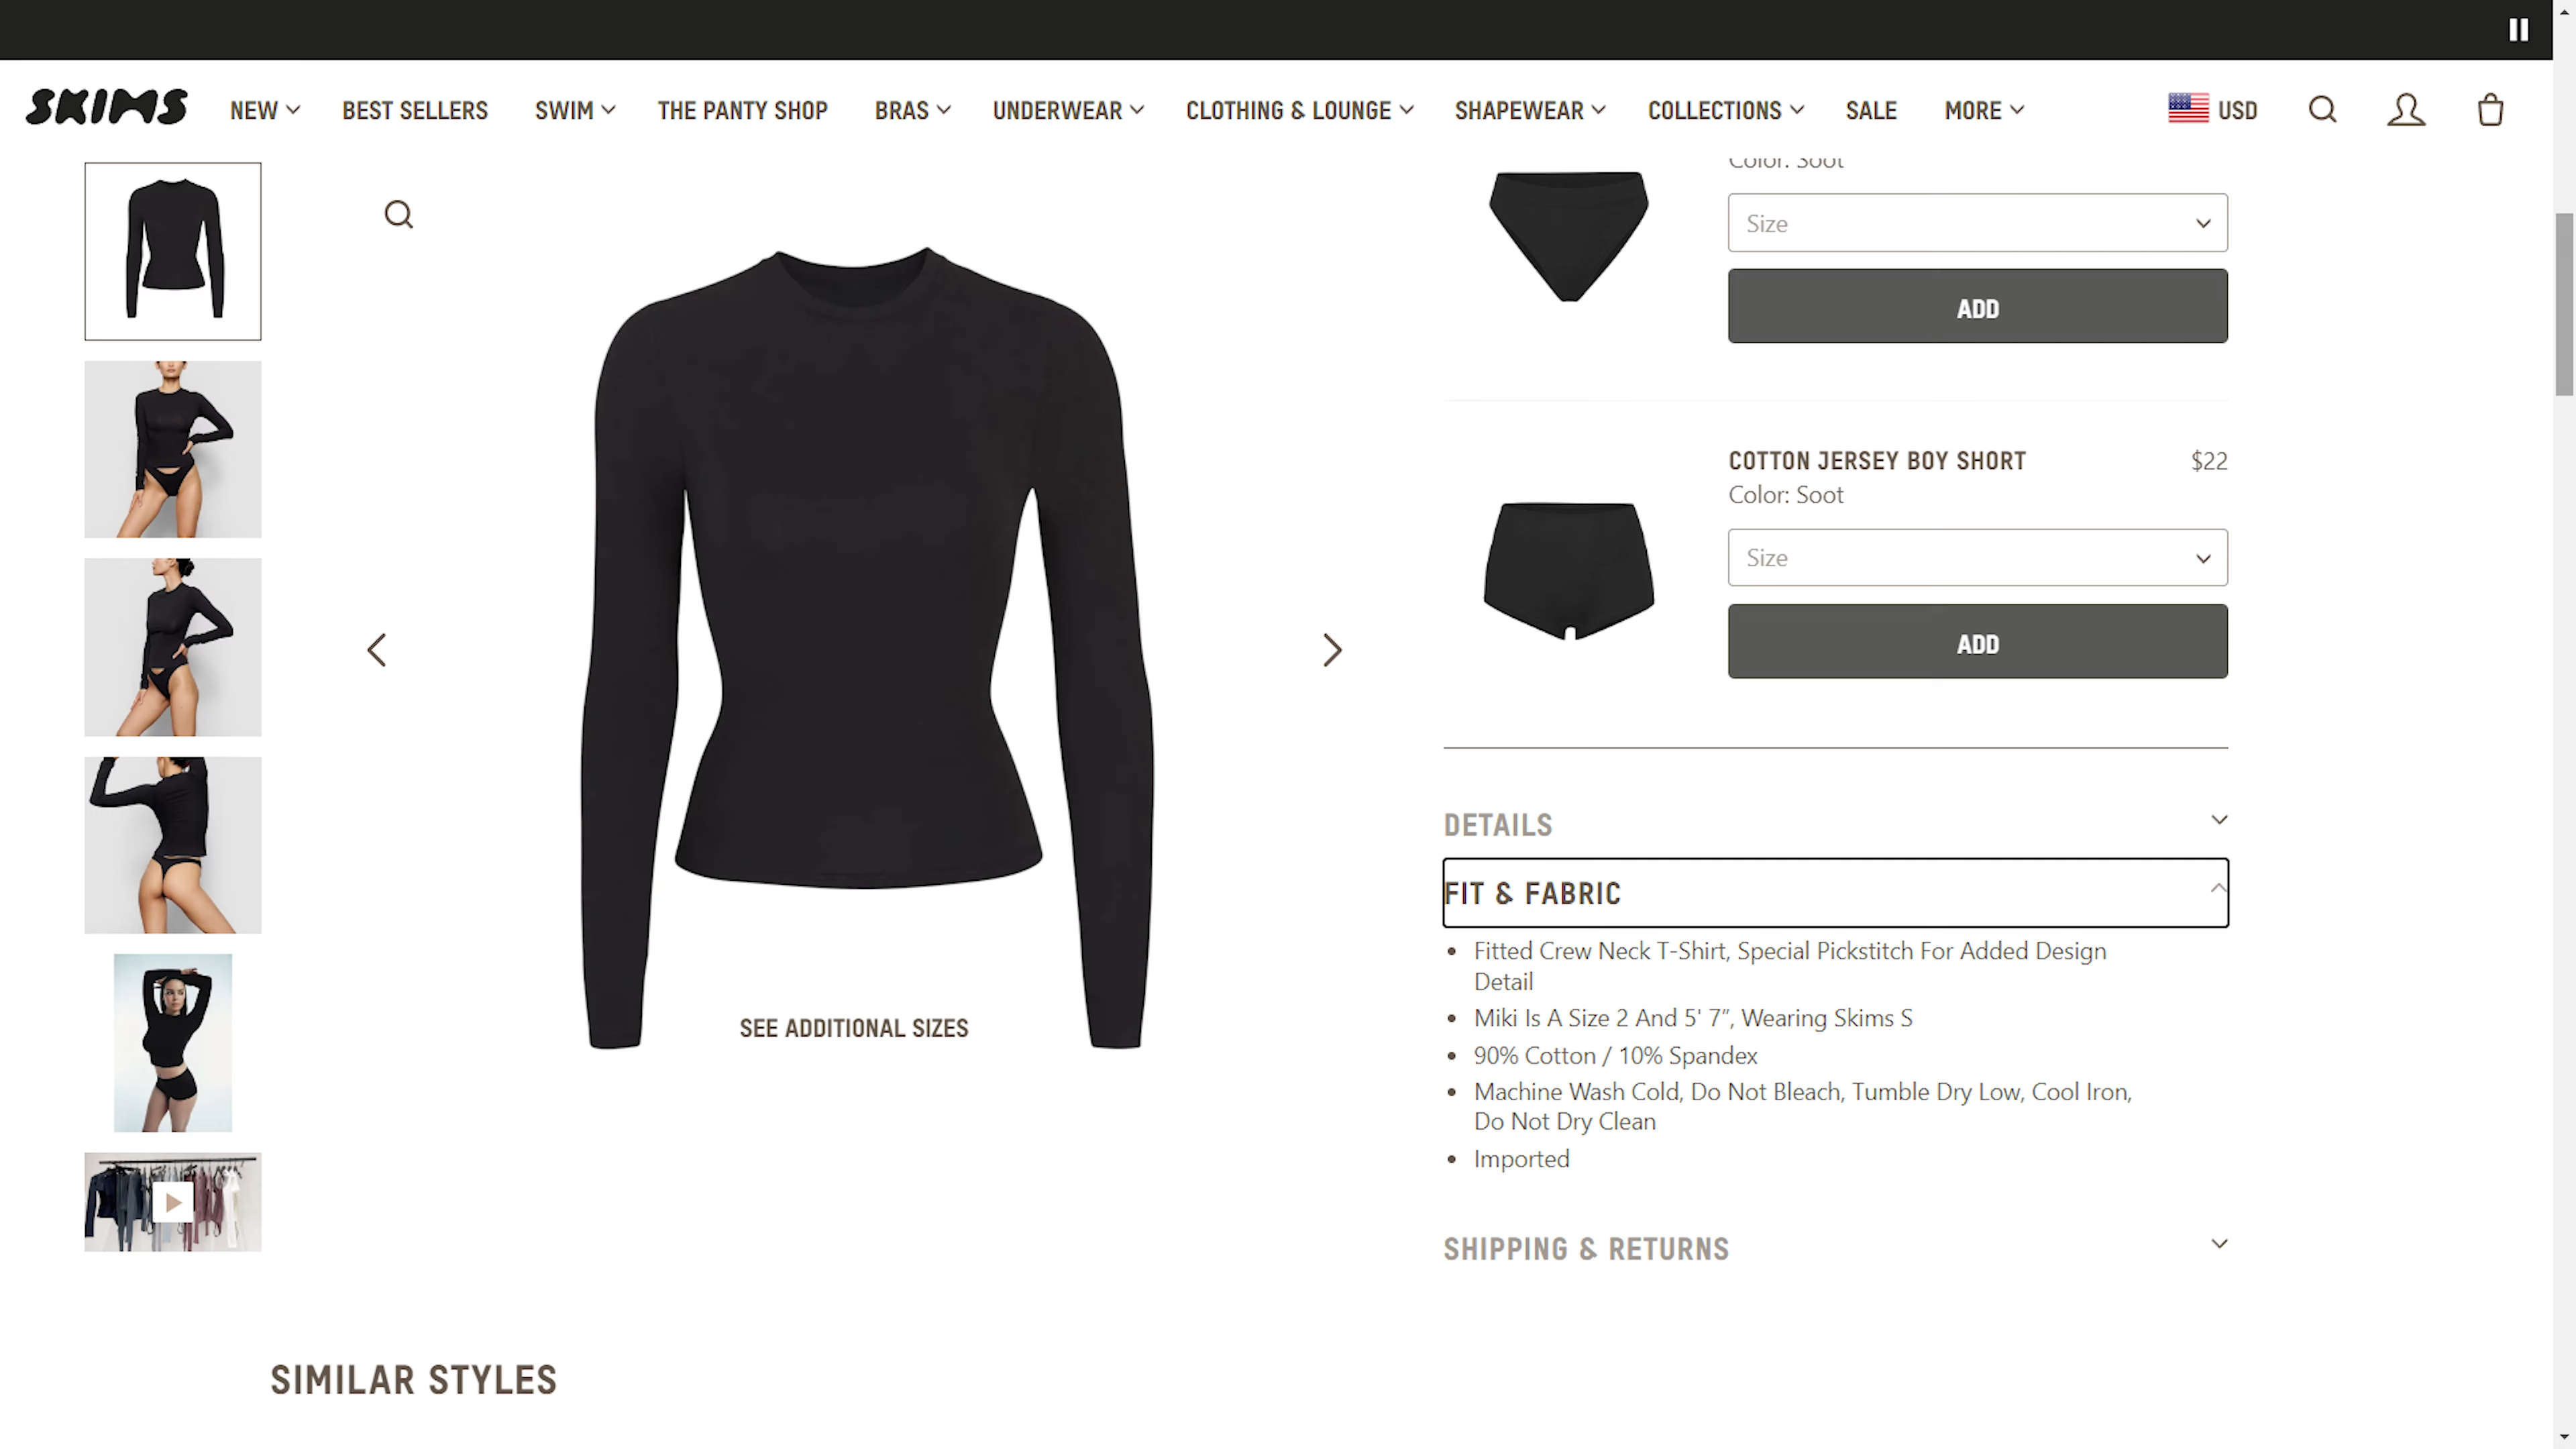 SKIMS
NEW
BEST SELLERS
SWIM
THE PANTY SHOP
BRAS
UNDERWEAR
CLOTHING & LOUNGE
SHAPEWEAR
COLLECTIONS
SALE
MORE
USD
Color: Soot
Size
ADD
COTTON JERSEY BOY SHORT
$22
Color: Soot
Size
ADD
DETAILS
FIT & FABRIC
Fitted Crew Neck T-Shirt, Special Pickstitch For Added Design
Detail
Miki Is A Size 2 And 5' 7”, Wearing Skims S
90% Cotton / 10% Spandex
Machine Wash Cold, Do Not Bleach, Tumble Dry Low, Cool Iron,
Do Not Dry Clean
Imported
SHIPPING & RETURNS
SEE ADDITIONAL SIZES
SIMILAR STYLES